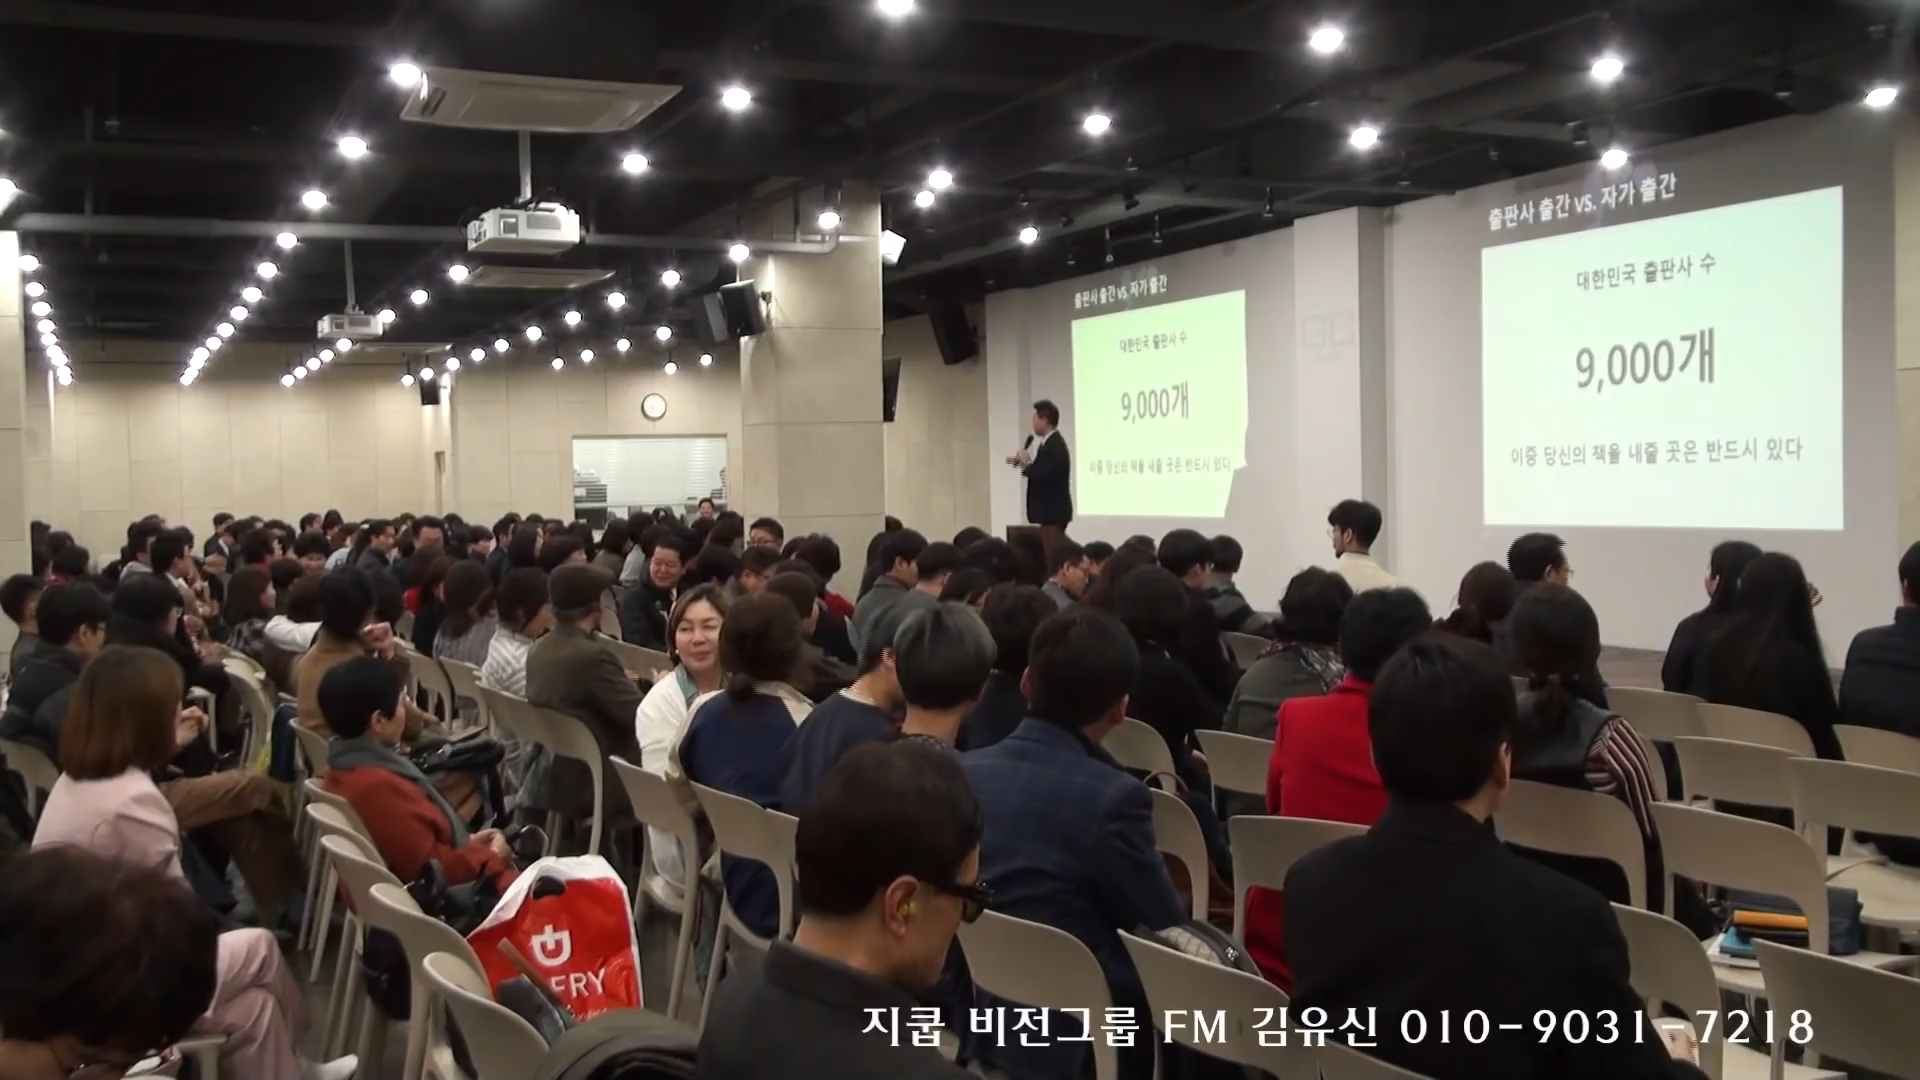 출판사 출간 vs. 자가 출간
대한민국 출판사 수
9,000개
이중 당신의 책을 내줄 곳은 반드시 있다
출판사 출간 vs. 자가 출간
대한민국 출판사 수
9,000개
이중 당신의 책을 내줄 곳은 반드시 있다
GC
지쿱 비전그룹 FM 김유신 010-9031-7218